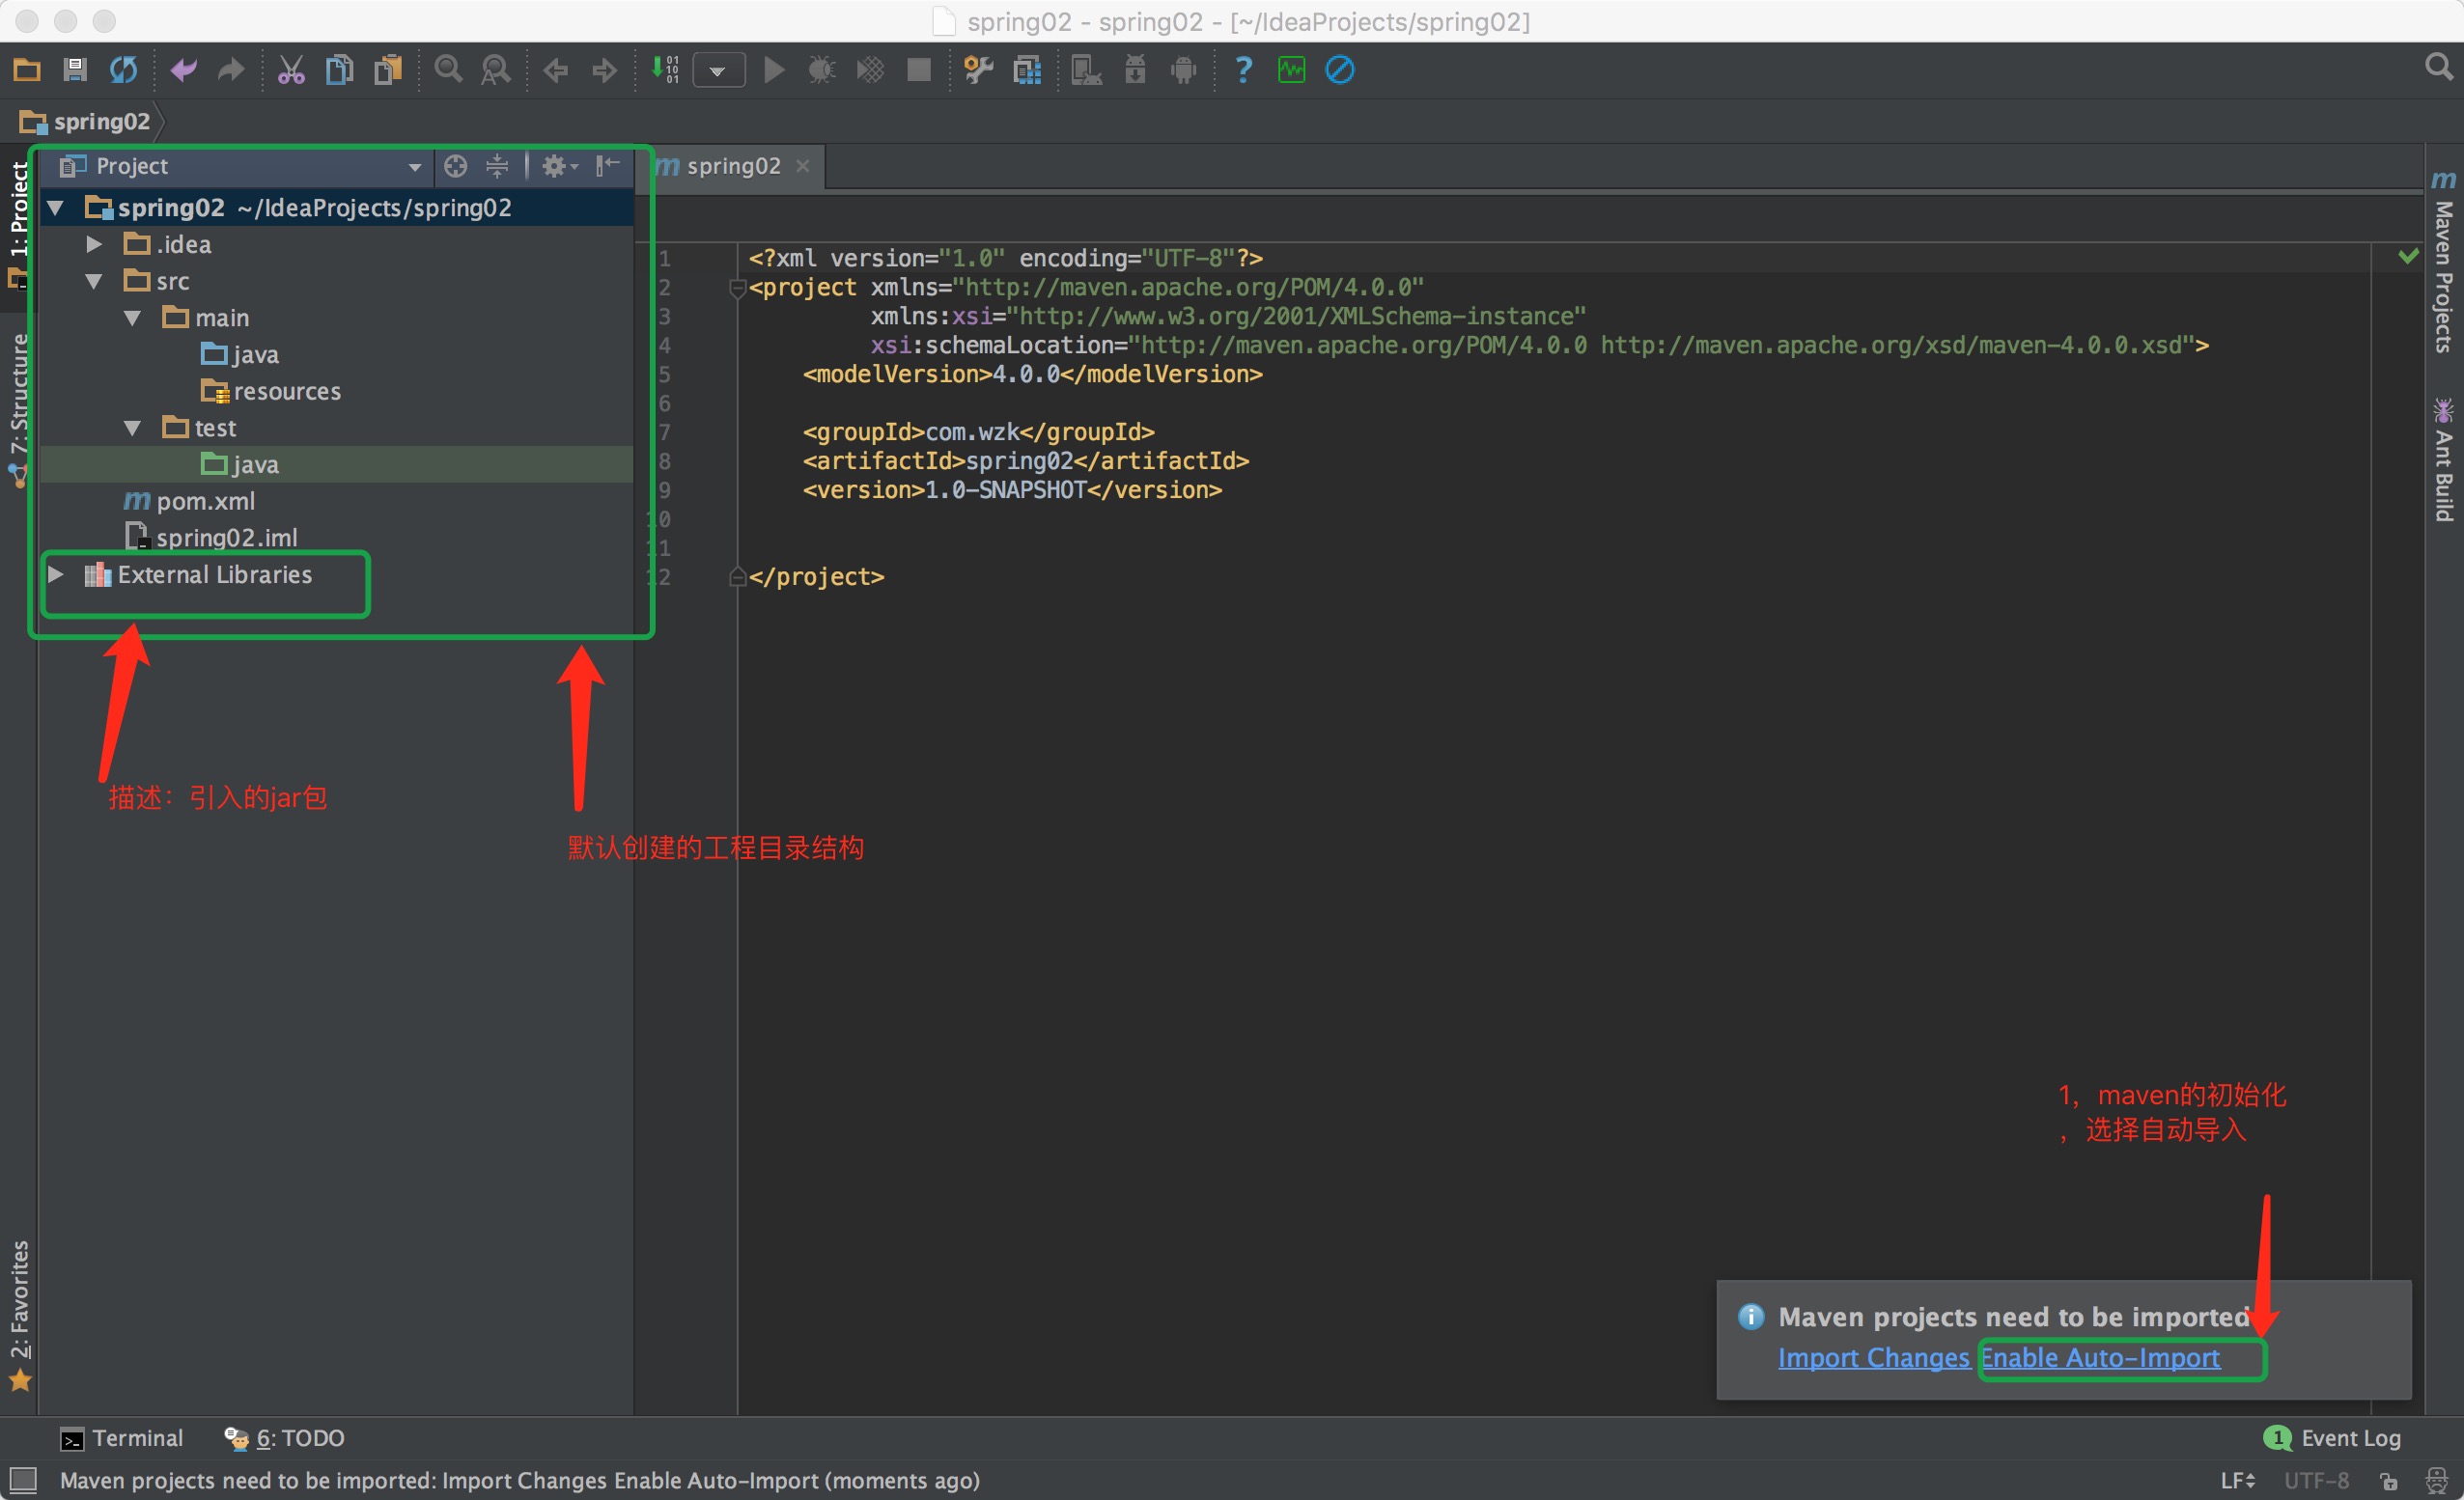 spring02 - spring02 - [~/IdeaProjects/spring02]
spring02
1: Project
7: Structure
2: Favorites
Project
spring02 ~/IdeaProjects/spring02
.idea
src
main
java
resources
test
java
pom.xml
spring02.iml
External Libraries
描述：引入的jar包
默认创建的工程目录结构
spring02
1 <?xml version="1.0" encoding="UTF-8"?>
2 <project xmlns="http://maven.apache.org/POM/4.0.0"
3 xmlns:xsi="http://www.w3.org/2001/XMLSchema-instance"
4 xsi:schemaLocation="http://maven.apache.org/POM/4.0.0 http://maven.apache.org/xsd/maven-4.0.0.xsd">
5 <modelVersion>4.0.0</modelVersion>
6
7 <groupId>com.wzk</groupId>
8 <artifactId>spring02</artifactId>
9 <version>1.0-SNAPSHOT</version>
10
11
12 </project>
Maven Projects
Ant Build
1，maven的初始化
，选择自动导入
Maven projects need to be imported
Import Changes Enable Auto-Import
Terminal
6: TODO
1 Event Log
Maven projects need to be imported: Import Changes Enable Auto-Import (moments ago)
LF
UTF-8